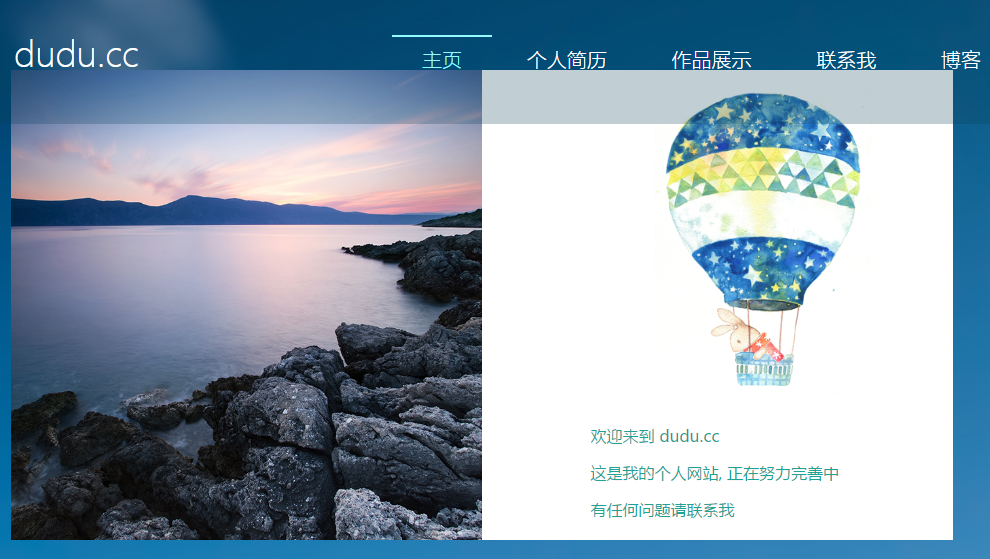 dudu.cc
主页 个人简历 作品展示 联系我 博客
欢迎来到 dudu.cc
这是我的个人网站, 正在努力完善中
有任何问题请联系我